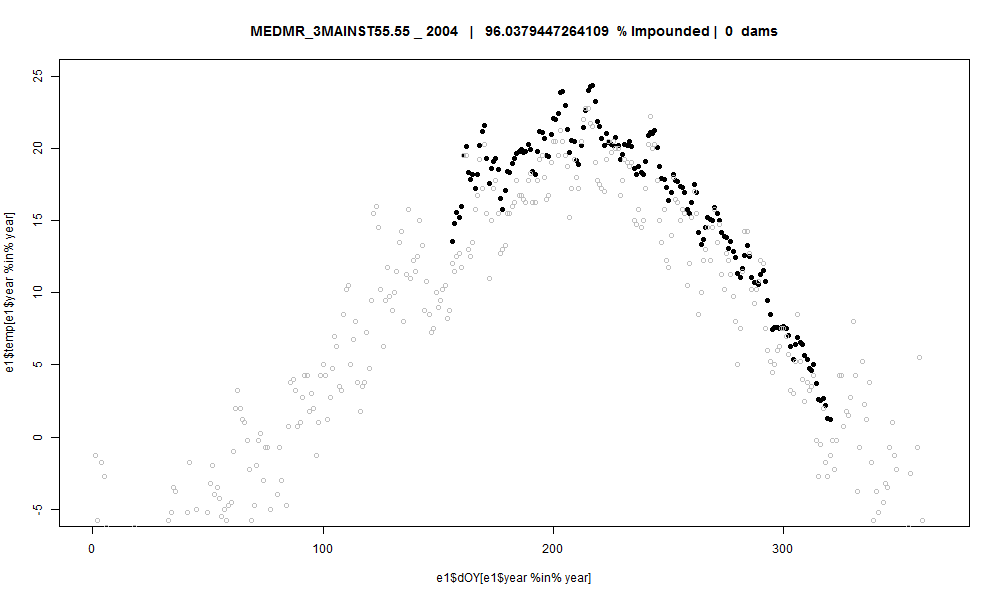 MEDMR_3MAINST55.55 _ 2004 | 96.0379447264109 % Impounded | 0 dams
25
20
15
10
5
0
-5
e1$temp[e1$year %in% year]
0 100 200 300
e1$dOY[e1$year %in% year]